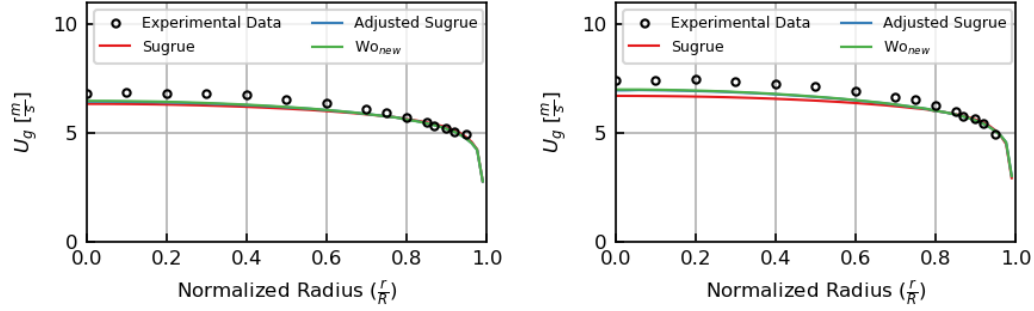 10
5
0
U_g [m/s]
Experimental Data
Sugrue
Adjusted Sugrue
Wo_new
0.0 0.2 0.4 0.6 0.8 1.0
Normalized Radius (r/R)
10
5
0
U_g [m/s]
Experimental Data
Sugrue
Adjusted Sugrue
Wo_new
0.0 0.2 0.4 0.6 0.8 1.0
Normalized Radius (r/R)